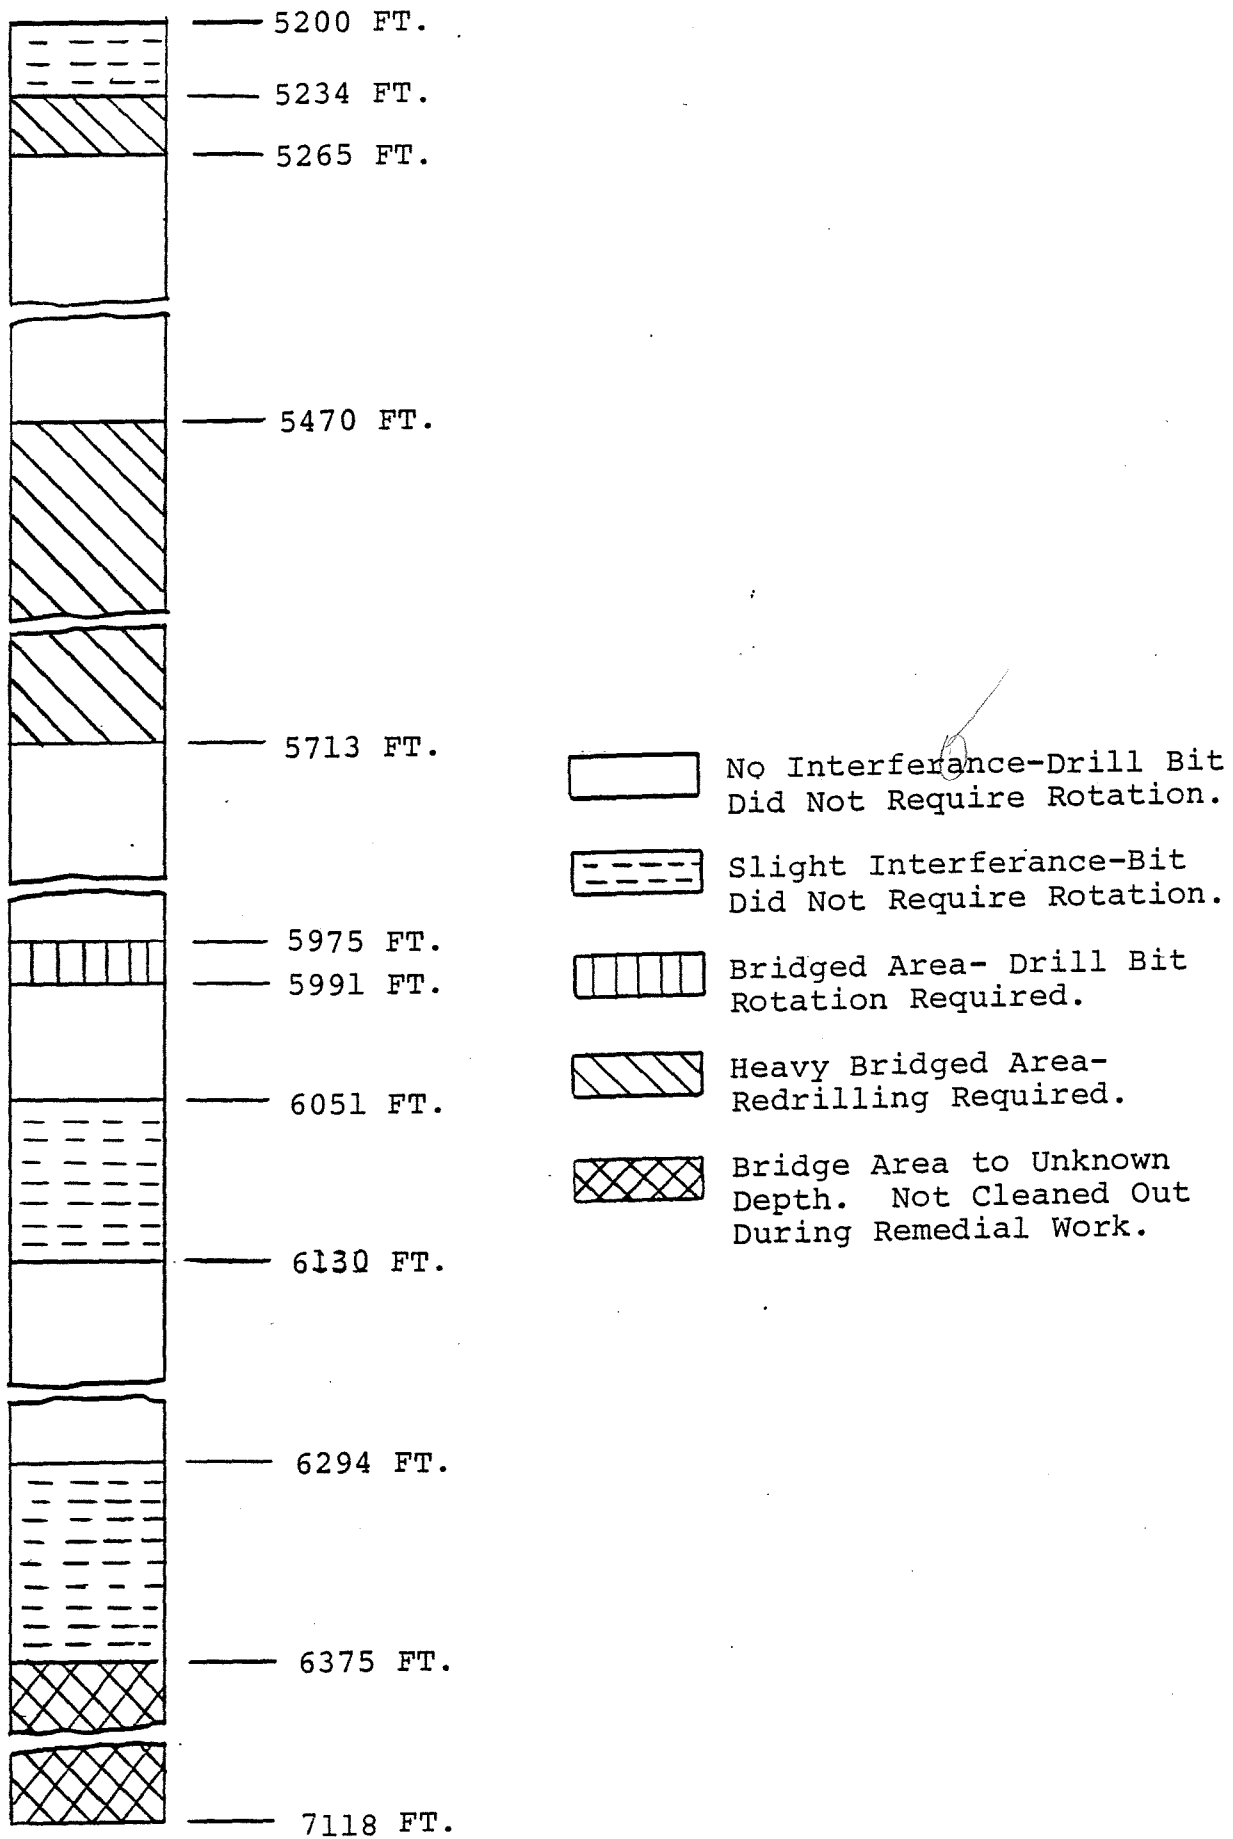 5200 FT.
5234 FT.
5265 FT.
5470 FT.
5713 FT.
5975 FT.
5991 FT.
6051 FT.
6130 FT.
6294 FT.
6375 FT.
7118 FT.
No Interferance-Drill Bit
Did Not Require Rotation.
Slight Interferance-Bit
Did Not Require Rotation.
Bridged Area- Drill Bit
Rotation Required.
Heavy Bridged Area-
Redrilling Required.
Bridge Area to Unknown
Depth.  Not Cleaned Out
During Remedial Work.